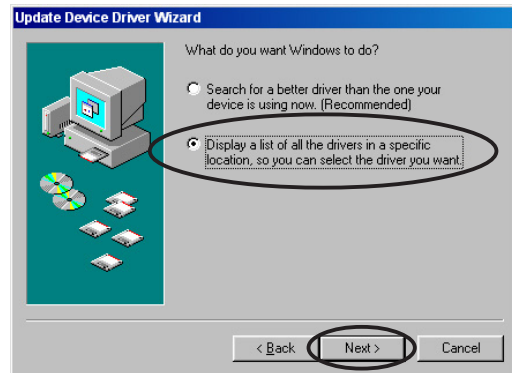 Update Device Driver Wizard
What do you want Windows to do?
Search for a better driver than the one your
device is using now. (Recommended)
Display a list of all the drivers in a specific
location, so you can select the driver you want.
< Back
Next >
Cancel